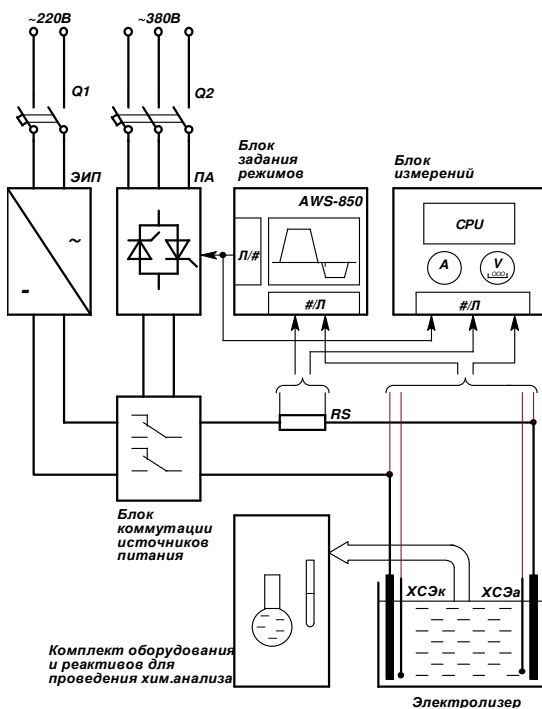 ~220В
~380В
Q1
Q2
ЭИП
ПА
Блок
задания
режимов
Блок
измерений
AWS-850
CPU
A
V
Л/#
#/Л
#/Л
~
-
RS
Блок
коммутации
источников
питания
ХСЭк
ХСЭа
Комплект оборудования
и реактивов для
проведения хим.анализа
Электролизер